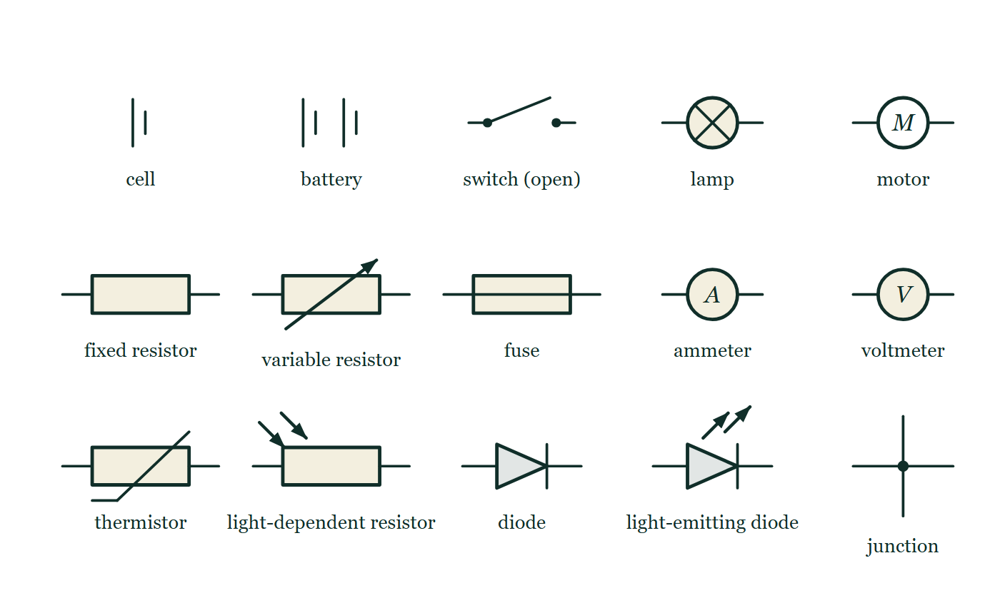 M
cell
battery
switch (open)
lamp
motor
A
V
fixed resistor
variable resistor
fuse
ammeter
voltmeter
thermistor
light-dependent resistor
diode
light-emitting diode
junction